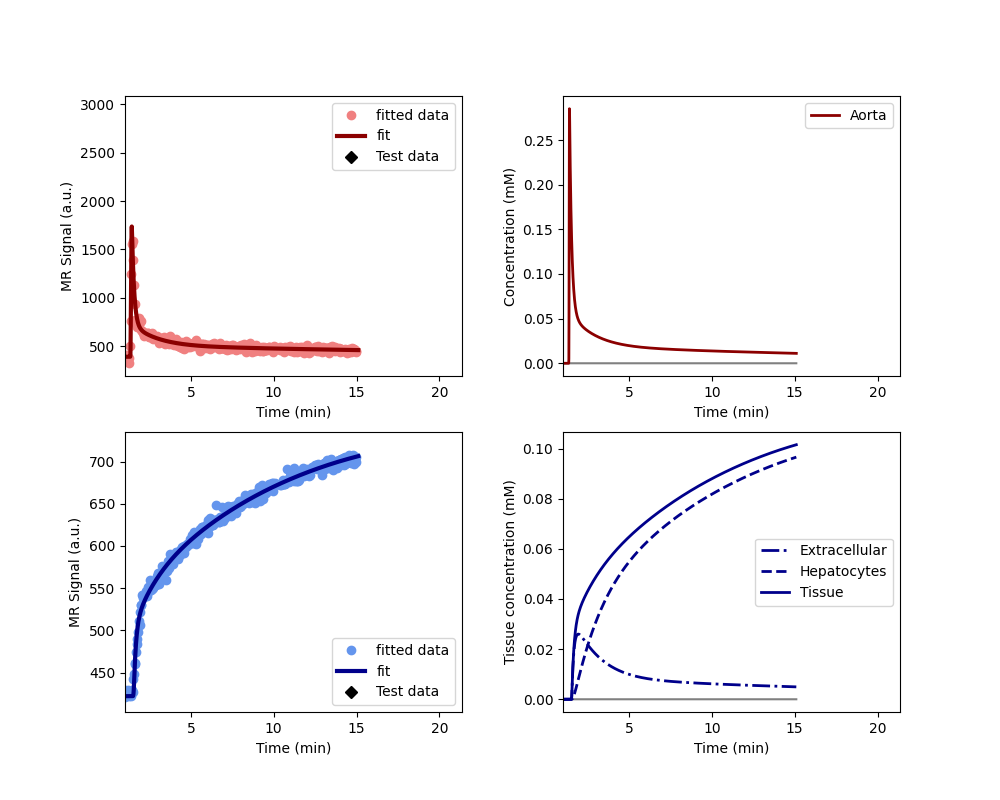 3000
2500
2000
1500
1000
500
MR Signal (a.u.)
fitted data
fit
Test data
5
10
15
20
Time (min)
0.25
0.20
0.15
0.10
0.05
0.00
Concentration (mM)
Aorta
5
10
15
20
Time (min)
700
650
600
550
500
450
MR Signal (a.u.)
fitted data
fit
Test data
5
10
15
20
Time (min)
0.10
0.08
0.06
0.04
0.02
0.00
Tissue concentration (mM)
Extracellular
Hepatocytes
Tissue
5
10
15
20
Time (min)